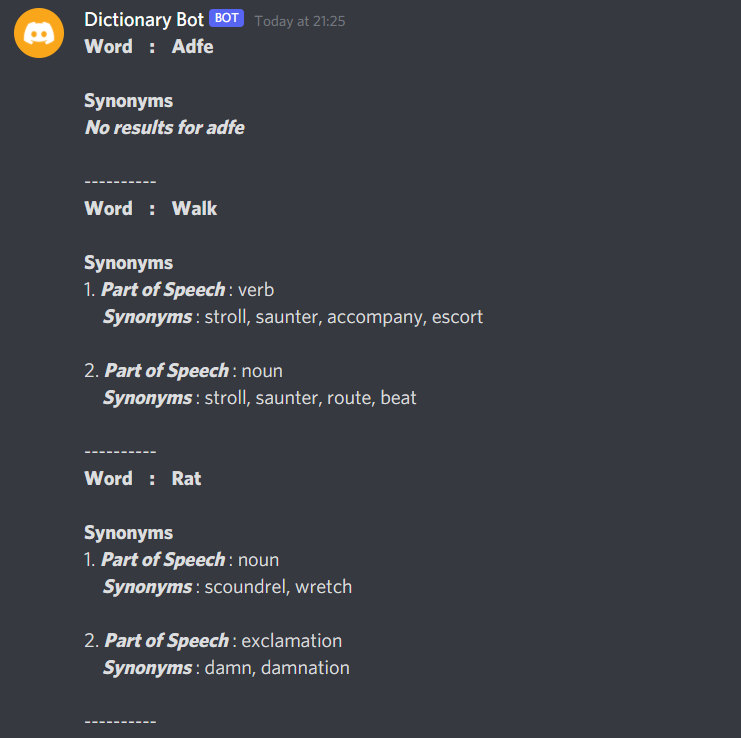 Dictionary Bot BOT Today at 21:25
Word : Adfe
Synonyms
No results for adfe
----------
Word : Walk
Synonyms
1. Part of Speech : verb
Synonyms : stroll, saunter, accompany, escort
2. Part of Speech : noun
Synonyms : stroll, saunter, route, beat
----------
Word : Rat
Synonyms
1. Part of Speech : noun
Synonyms : scoundrel, wretch
2. Part of Speech : exclamation
Synonyms : damn, damnation
----------